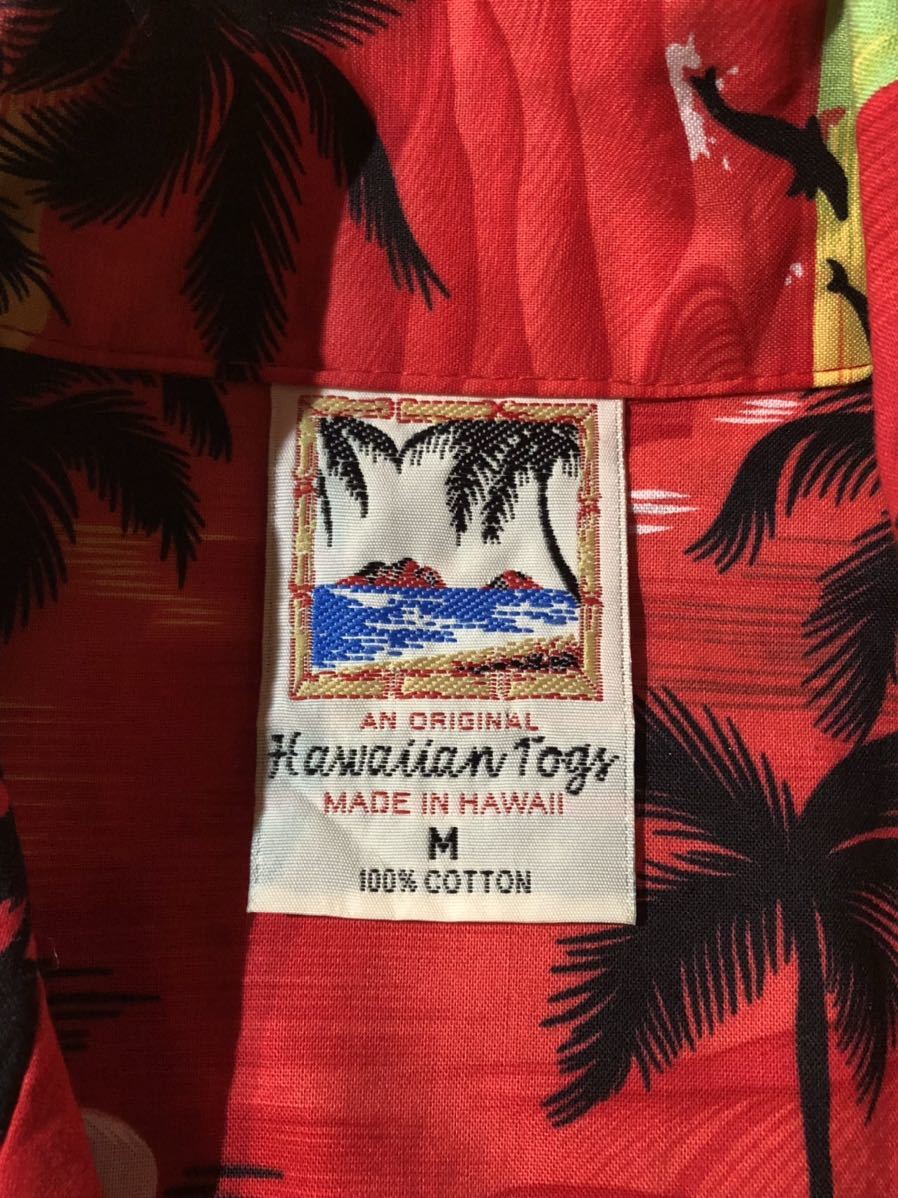 AN ORIGINAL
Hawaiian Togs
MADE IN HAWAII
M
100% COTTON